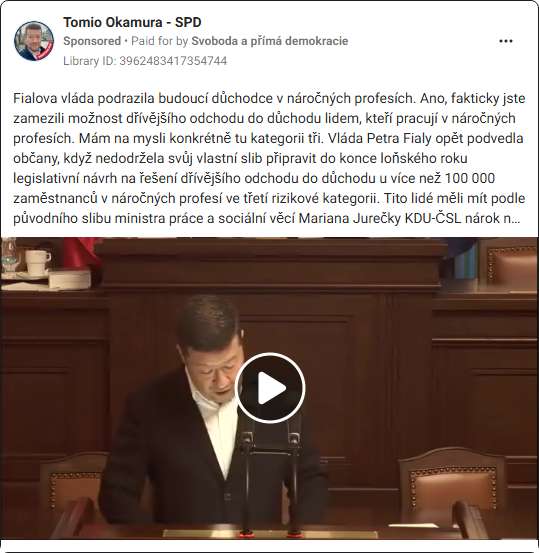 Tomio Okamura - SPD
Sponsored • Paid for by Svoboda a přímá demokracie
Library ID: 3962483417354744
Fialova vláda podrazila budoucí důchodce v náročných profesích. Ano, fakticky jste
zamezili možnost dřívějšího odchodu do důchodu lidem, kteří pracují v náročných
profesích. Mám na mysli konkrétně tu kategorii tři. Vláda Petra Fialy opět podvedla
občany, když nedodržela svůj vlastní slib připravit do konce loňského roku
legislativní návrh na řešení dřívějšího odchodu do důchodu u více než 100 000
zaměstnanců v náročných profesí ve třetí rizikové kategorii. Tito lidé měli mít podle
původního slibu ministra práce a sociální věcí Mariana Jurečky KDU-ČSL nárok n...